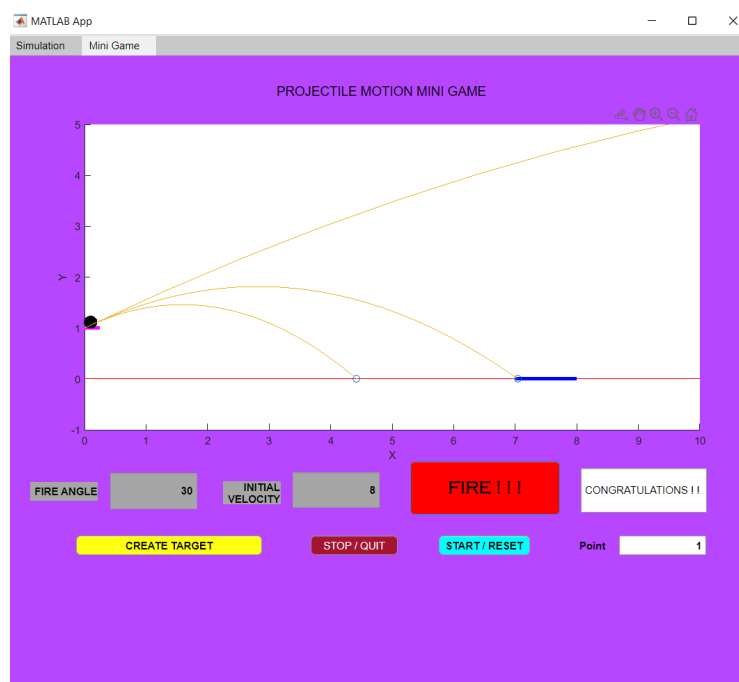 MATLAB App
Simulation Mini Game
PROJECTILE MOTION MINI GAME
5
4
3
2
1
0
-1
Y
0 1 2 3 4 5 6 7 8 9 10
X
FIRE ANGLE 30
INITIAL
VELOCITY
8
FIRE ! ! !
CONGRATULATIONS ! !
CREATE TARGET
STOP / QUIT
START / RESET
Point 1